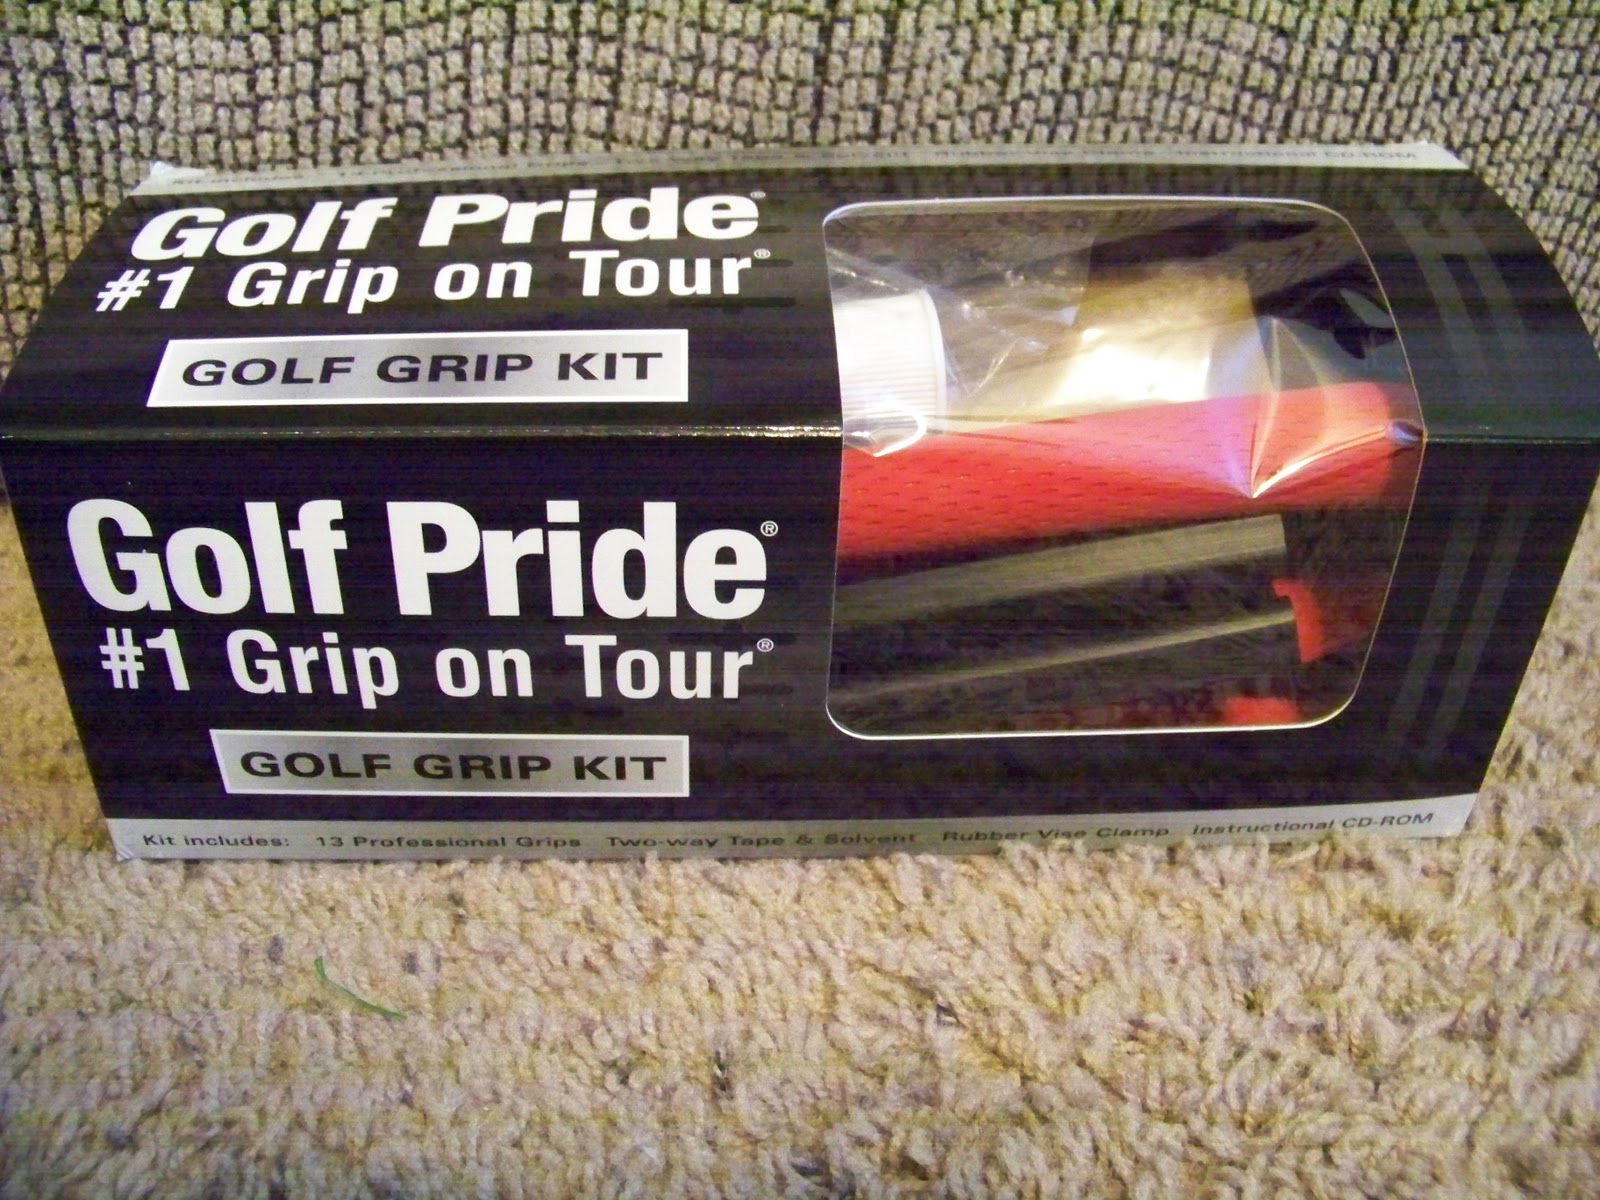 Golf Pride®
#1 Grip on Tour®
GOLF GRIP KIT
Golf Pride®
#1 Grip on Tour®
GOLF GRIP KIT
Kit includes: 13 Professional Grips Two-way Tape & Solvent Rubber Vise Clamp Instructional CD-ROM